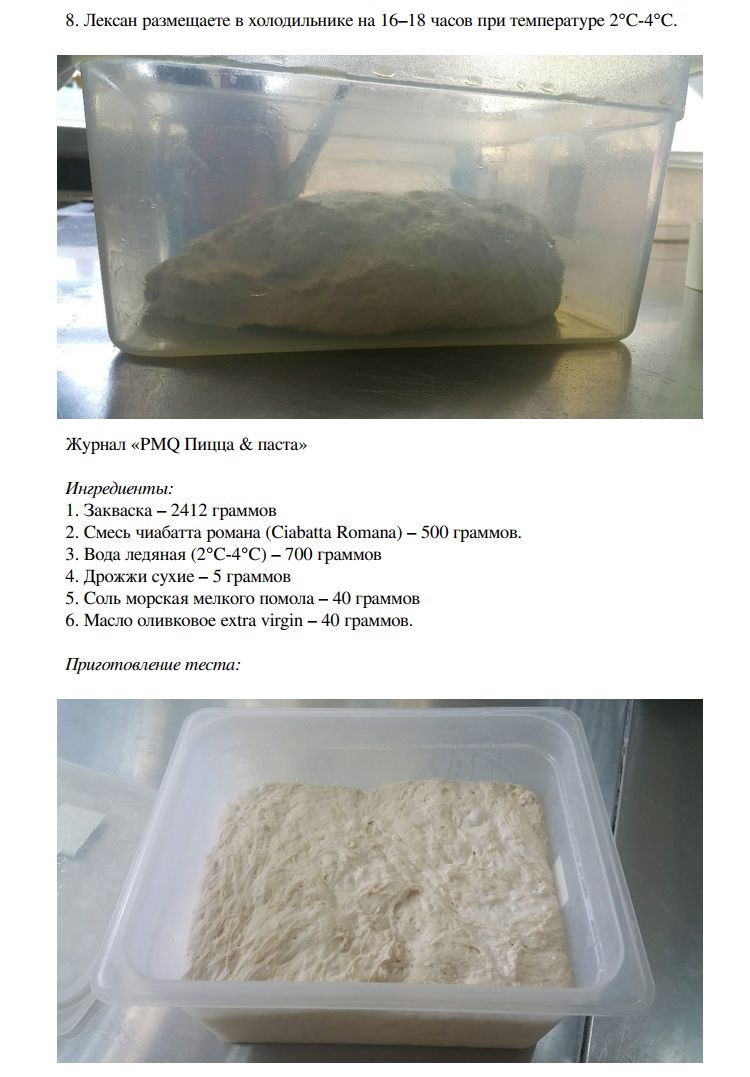 8. Лексан размещаете в холодильнике на 16–18 часов при температуре 2°C-4°C.
Журнал «PMQ Пицца & паста»
Ингредиенты:
1. Закваска – 2412 граммов
2. Смесь чиабатта романа (Ciabatta Romana) – 500 граммов.
3. Вода ледяная (2°C-4°C) – 700 граммов
4. Дрожжи сухие – 5 граммов
5. Соль морская мелкого помола – 40 граммов
6. Масло оливковое extra virgin – 40 граммов.
Приготовление теста: